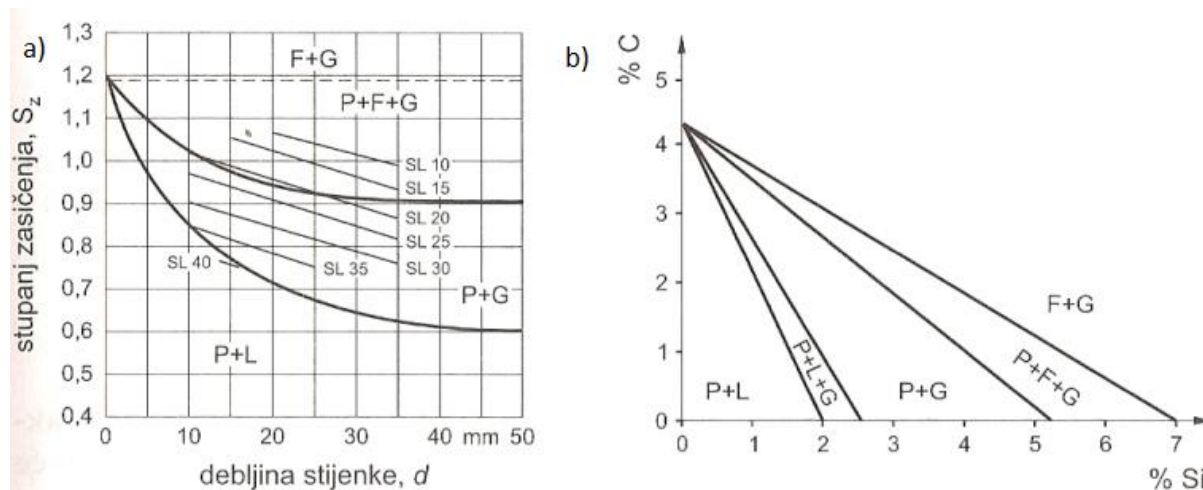 a)
stupanj zasićenja, S_z
1,3
1,2
1,1
1,0
0,9
0,8
0,7
0,6
0,5
0,4
F+G
P+F+G
SL 10
SL 15
SL 20
SL 25
SL 40
SL 35
SL 30
P+G
P+L
0 10 20 30 40 mm 50
debljina stijenke, d
b)
% C
5
4
3
2
1
0
F+G
P+F+G
P+L+G
P+G
P+L
0 1 2 3 4 5 6 7
% Si